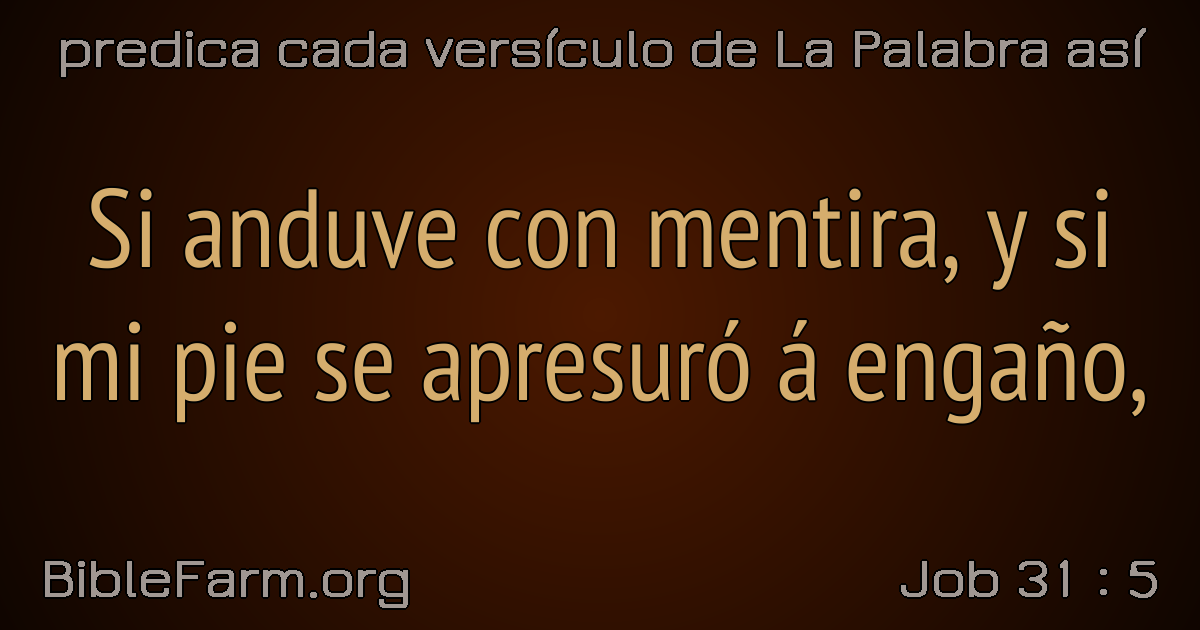 predica cada versículo de La Palabra así
Si anduve con mentira, y si
mi pie se apresuró á engaño,
BibleFarm.org
Job 31 : 5